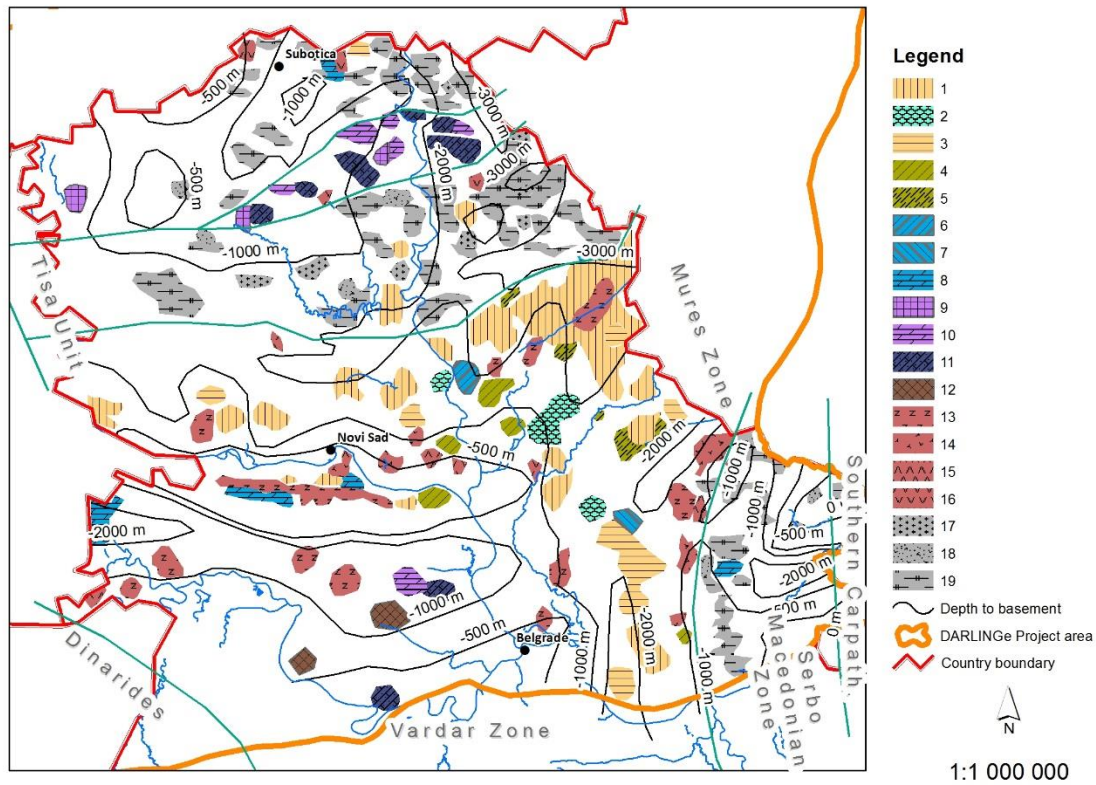 Subotica
-500 m
-1000 m
-3000 m
-2000 m
-3000 m
-500 m
-1000 m
-3000 m
Tisa Unit
Mures Zone
Novi Sad
-500 m
-2000 m
-1000 m
-1000 m
-500 m
0
-2000 m
-2000 m
-1000 m
-500 m
500 m
0 m
Belgrade
-1000 m
-2000 m
-1000 m
Dinarides
Vardar Zone
Serbo
Macedonian
Zone
Southern Carpath.
Legend
1
2
3
4
5
6
7
8
9
10
11
12
13
14
15
16
17
18
19
Depth to basement
DARLINGe Project area
Country boundary
N
1:1 000 000